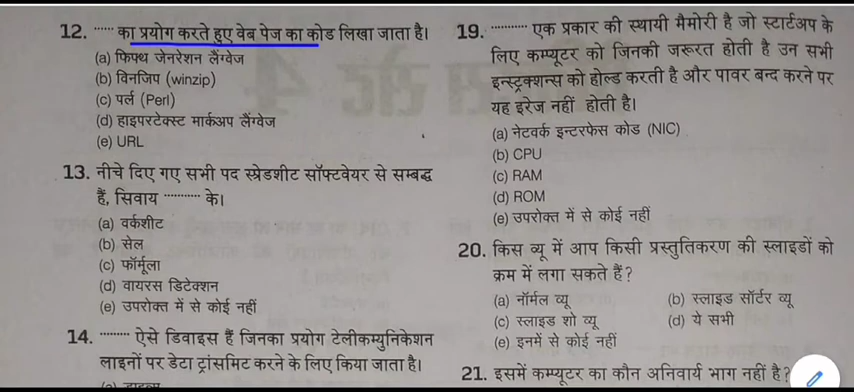 12. ...... का प्रयोग करते हुए वेब पेज का कोड लिखा जाता है।
(a) फिफ्थ जेनरेशन लैंग्वेज
(b) विनजिप (winzip)
(c) पर्ल (Perl)
(d) हाइपरटेक्स्ट मार्कअप लैंग्वेज
(e) URL
13. नीचे दिए गए सभी पद स्प्रेडशीट सॉफ्टवेयर से सम्बद्ध
हैं, सिवाय .......... के।
(a) वर्कशीट
(b) सेल
(c) फॉर्मूला
(d) वायरस डिटेक्शन
(e) उपरोक्त में से कोई नहीं
14. ......... ऐसे डिवाइस हैं जिनका प्रयोग टेलीकम्युनिकेशन
लाइनों पर डेटा ट्रांसमिट करने के लिए किया जाता है।
19. ........... एक प्रकार की स्थायी मैमोरी है जो स्टार्टअप के
लिए कम्प्यूटर को जिनकी जरूरत होती है उन सभी
इन्स्ट्रक्शन्स को होल्ड करती है और पावर बन्द करने पर
यह इरेज नहीं होती है।
(a) नेटवर्क इन्टरफेस कोड (NIC)
(b) CPU
(c) RAM
(d) ROM
(e) उपरोक्त में से कोई नहीं
20. किस व्यू में आप किसी प्रस्तुतिकरण की स्लाइडों को
क्रम में लगा सकते हैं?
(a) नॉर्मल व्यू (b) स्लाइड सॉर्टर व्यू
(c) स्लाइड शो व्यू (d) ये सभी
(e) इनमें से कोई नहीं
21. इसमें कम्प्यूटर का कौन अनिवार्य भाग नहीं है?